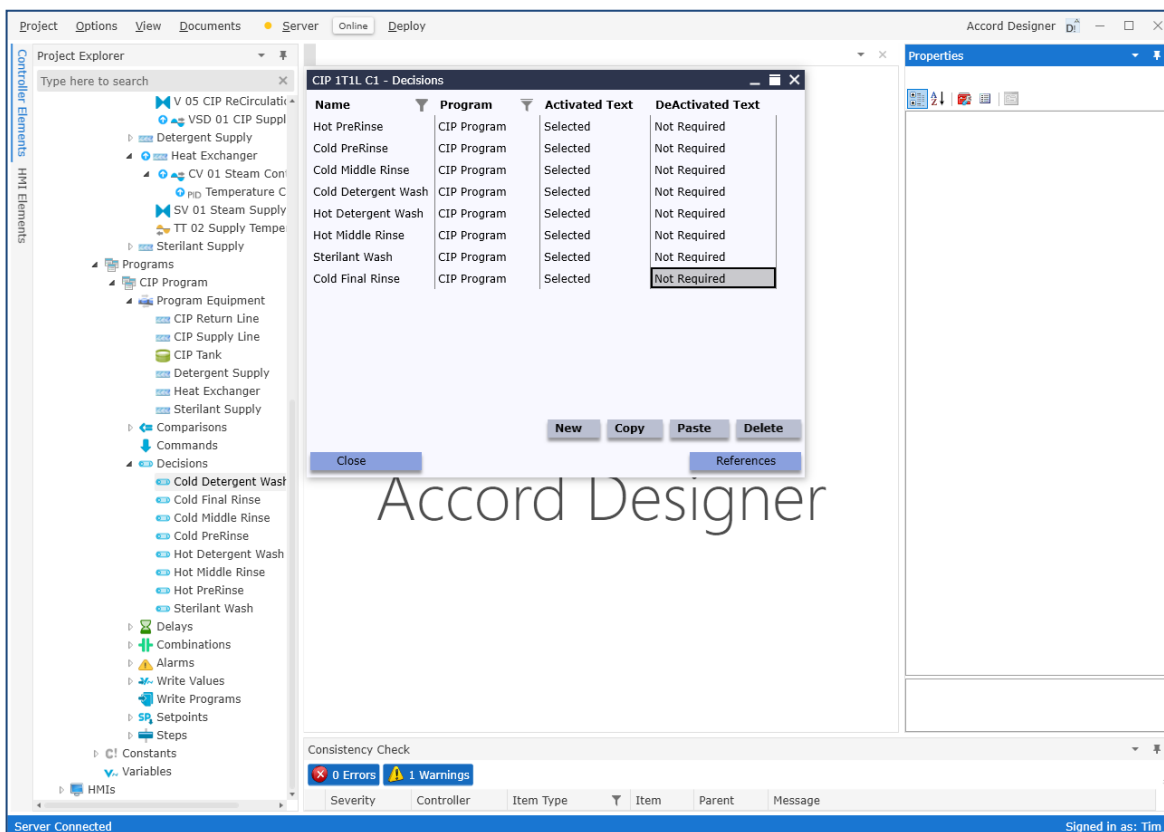 Project Options View Documents Server Online Deploy Accord Designer
Controller Elements
HMI Elements
Project Explorer
Type here to search
V 05 CIP ReCirculati
VSD 01 CIP Suppl
Detergent Supply
Heat Exchanger
CV 01 Steam Con
PID Temperature C
SV 01 Steam Supply
TT 02 Supply Tempe
Sterilant Supply
Programs
CIP Program
Program Equipment
CIP Return Line
CIP Supply Line
CIP Tank
Detergent Supply
Heat Exchanger
Sterilant Supply
Comparisons
Commands
Decisions
Cold Detergent Wash
Cold Final Rinse
Cold Middle Rinse
Cold PreRinse
Hot Detergent Wash
Hot Middle Rinse
Hot PreRinse
Sterilant Wash
Delays
Combinations
Alarms
Write Values
Write Programs
SP. Setpoints
Steps
C! Constants
V.. Variables
HMIs
CIP 1T1L C1 - Decisions
Name Program Activated Text DeActivated Text
Hot PreRinse CIP Program Selected Not Required
Cold PreRinse CIP Program Selected Not Required
Cold Middle Rinse CIP Program Selected Not Required
Cold Detergent Wash CIP Program Selected Not Required
Hot Detergent Wash CIP Program Selected Not Required
Hot Middle Rinse CIP Program Selected Not Required
Sterilant Wash CIP Program Selected Not Required
Cold Final Rinse CIP Program Selected Not Required
New Copy Paste Delete
Close References
Accord Designer
Properties
Consistency Check
0 Errors 1 Warnings
Severity Controller Item Type Item Parent Message
Server Connected Signed in as: Tim